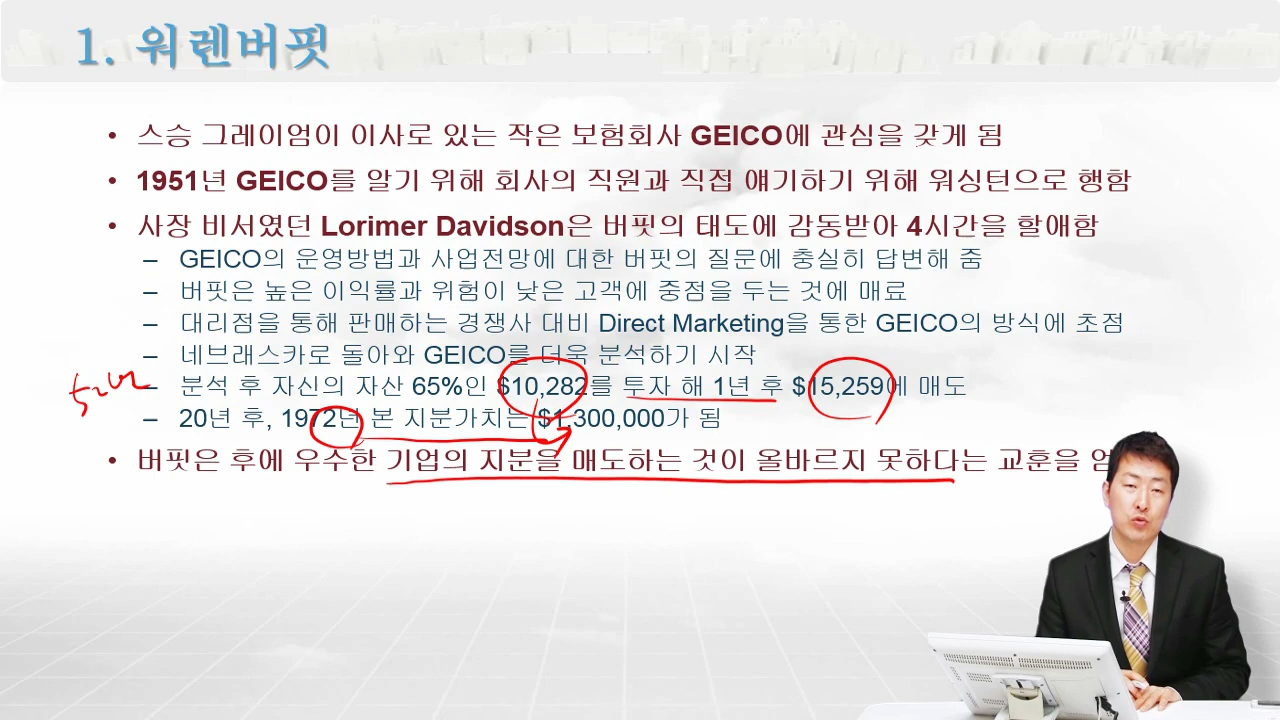 1. 워렌버핏
• 스승 그레이엄이 이사로 있는 작은 보험회사 GEICO에 관심을 갖게 됨
• 1951년 GEICO를 알기 위해 회사의 직원과 직접 얘기하기 위해 워싱턴으로 행함
• 사장 비서였던 Lorimer Davidson은 버핏의 태도에 감동받아 4시간을 할애함
– GEICO의 운영방법과 사업전망에 대한 버핏의 질문에 충실히 답변해 줌
– 버핏은 높은 이익률과 위험이 낮은 고객에 중점을 두는 것에 매료
– 대리점을 통해 판매하는 경쟁사 대비 Direct Marketing을 통한 GEICO의 방식에 초점
– 네브래스카로 돌아와 GEICO를 더욱 분석하기 시작
– 분석 후 자신의 자산 65%인 $10,282를 투자 해 1년 후 $15,259에 매도
– 20년 후, 1972년 본 지분가치는 $1,300,000가 됨
• 버핏은 후에 우수한 기업의 지분을 매도하는 것이 올바르지 못하다는 교훈을